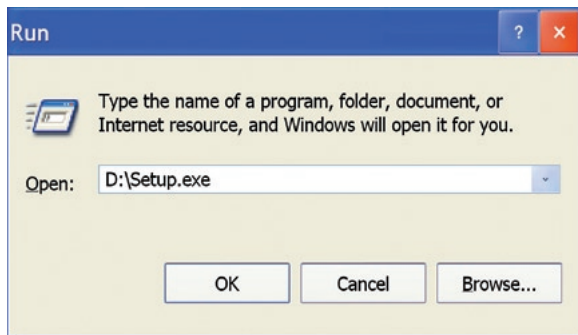 Run
?
×
Type the name of a program, folder, document, or
Internet resource, and Windows will open it for you.
Open:
D:\Setup.exe
OK
Cancel
Browse...